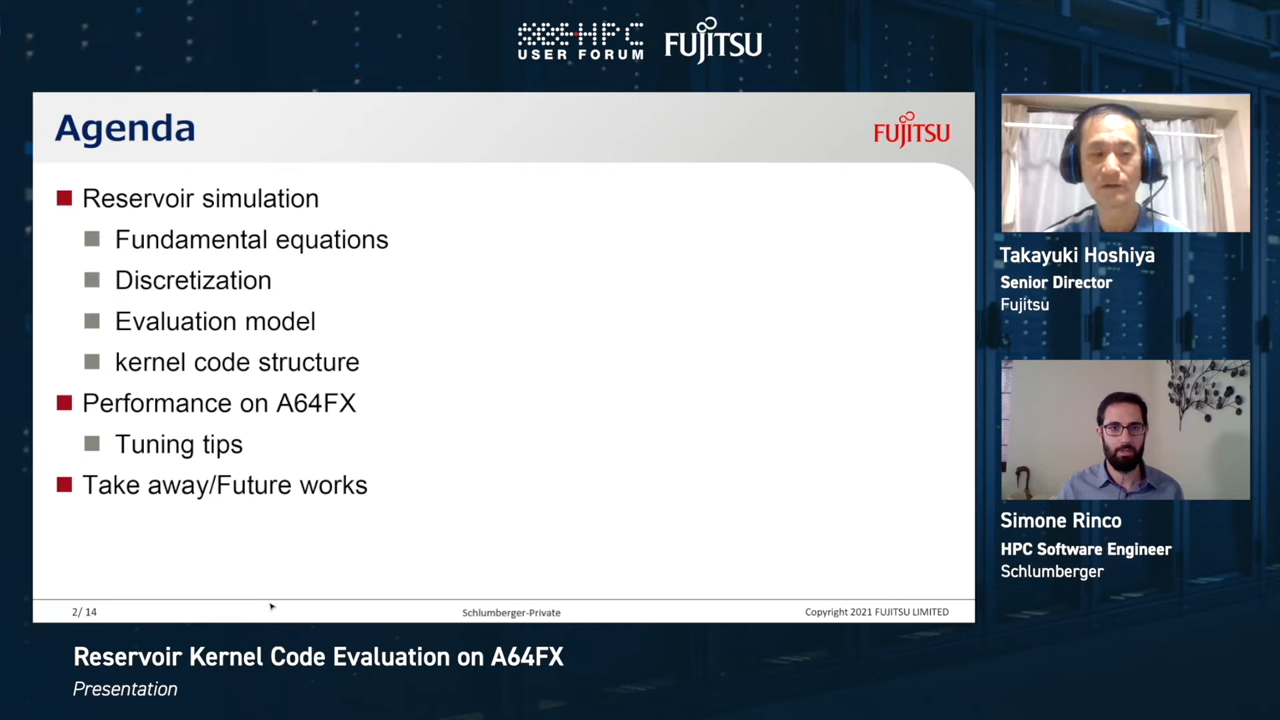 HPC
USER FORUM
FUJITSU
Agenda
FUJITSU
Reservoir simulation
Fundamental equations
Discretization
Evaluation model
kernel code structure
Performance on A64FX
Tuning tips
Take away/Future works
2/ 14
Schlumberger-Private
Copyright 2021 FUJITSU LIMITED
Takayuki Hoshiya
Senior Director
Fujitsu
Simone Rinco
HPC Software Engineer
Schlumberger
Reservoir Kernel Code Evaluation on A64FX
Presentation